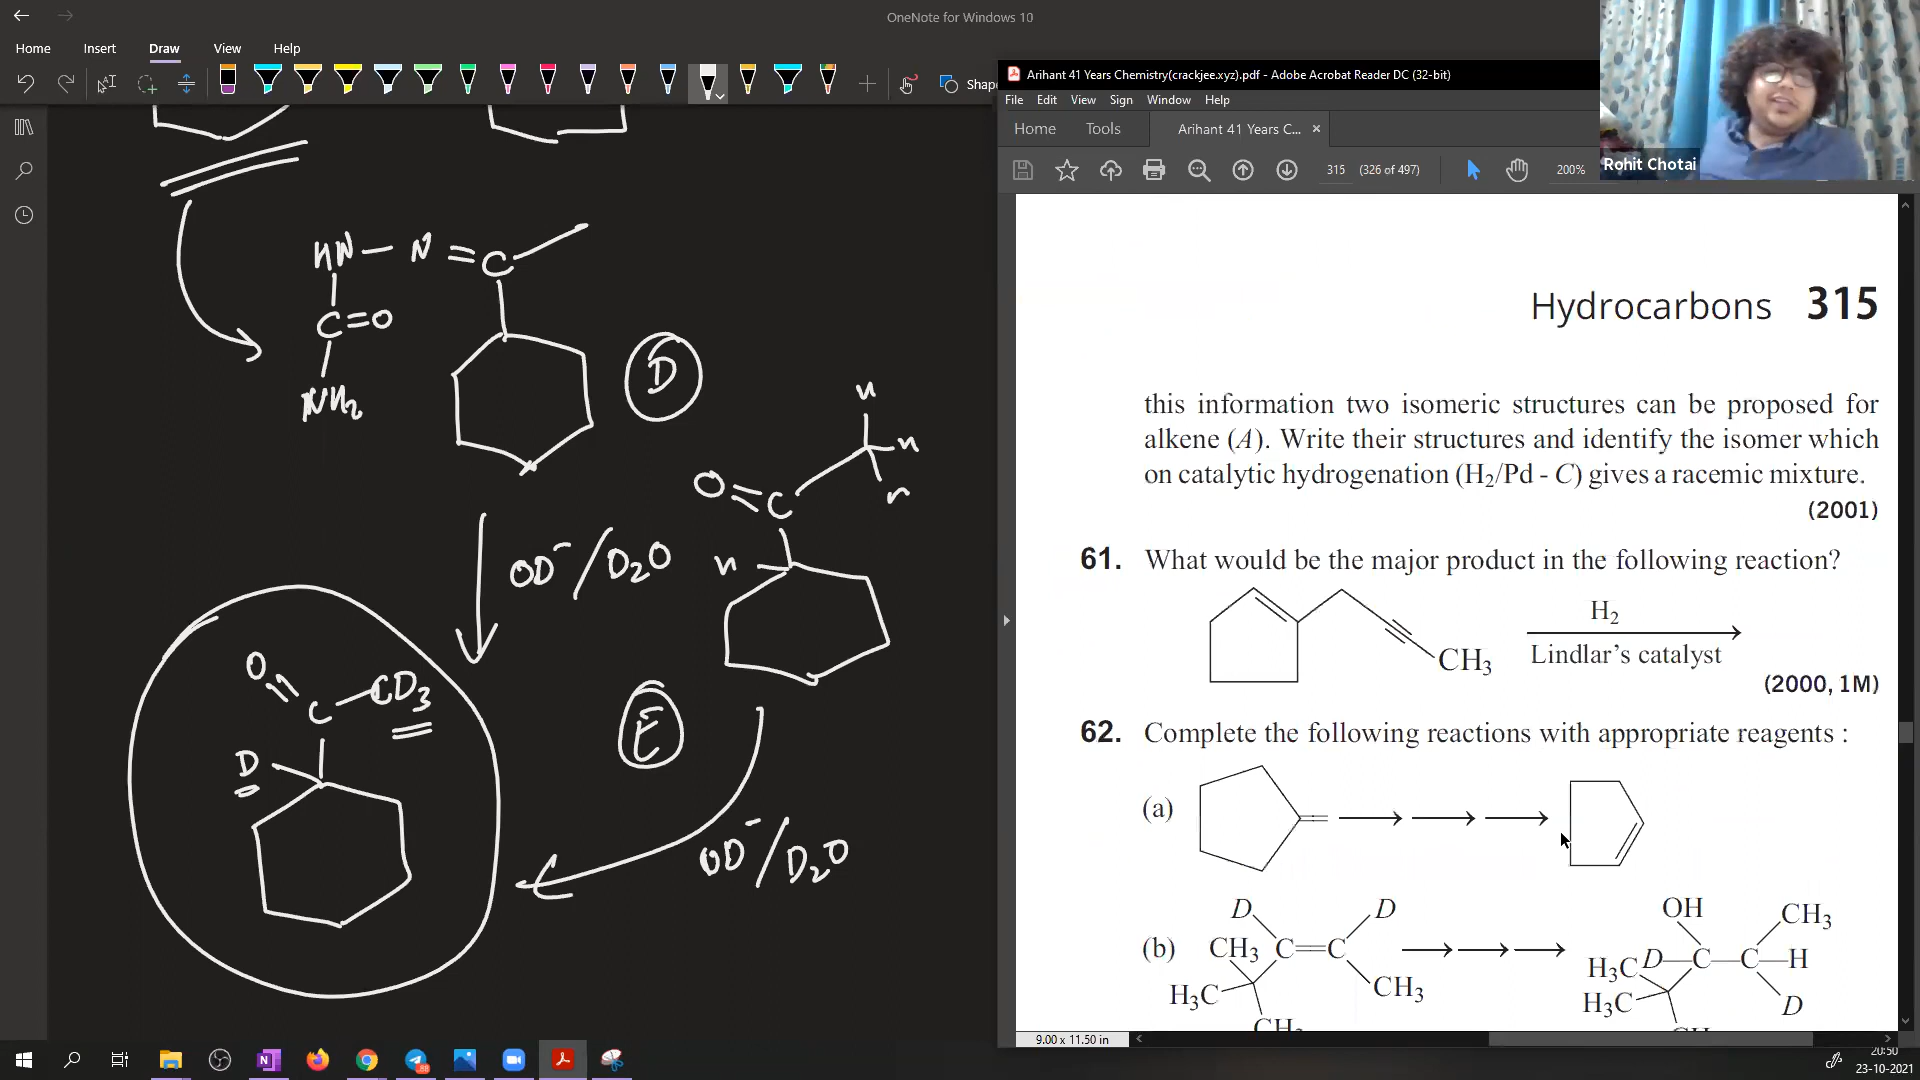 OneNote for Windows 10
Home Insert Draw View Help
Shape
HN — N = C
C=O
NH2
D
H
H
H
O=C
H
OD⁻/D2O
O
C
CD3
D
E
OD⁻/D2O
Arihant 41 Years Chemistry(crackjee.xyz).pdf - Adobe Acrobat Reader DC (32-bit)
File Edit View Sign Window Help
Home Tools Arihant 41 Years C... ×
315 (326 of 497) 200%
Rohit Chotai
Hydrocarbons 315
this information two isomeric structures can be proposed for
alkene (A). Write their structures and identify the isomer which
on catalytic hydrogenation (H2/Pd - C) gives a racemic mixture.
(2001)
61. What would be the major product in the following reaction?
H2
CH3 Lindlar's catalyst
(2000, 1M)
62. Complete the following reactions with appropriate reagents :
(a)
D D OH CH3
(b) CH3 C=C H3C D—C—C—H
H3C CH3 H3C D
CH3
9.00 x 11.50 in
88
20:50
23-10-2021